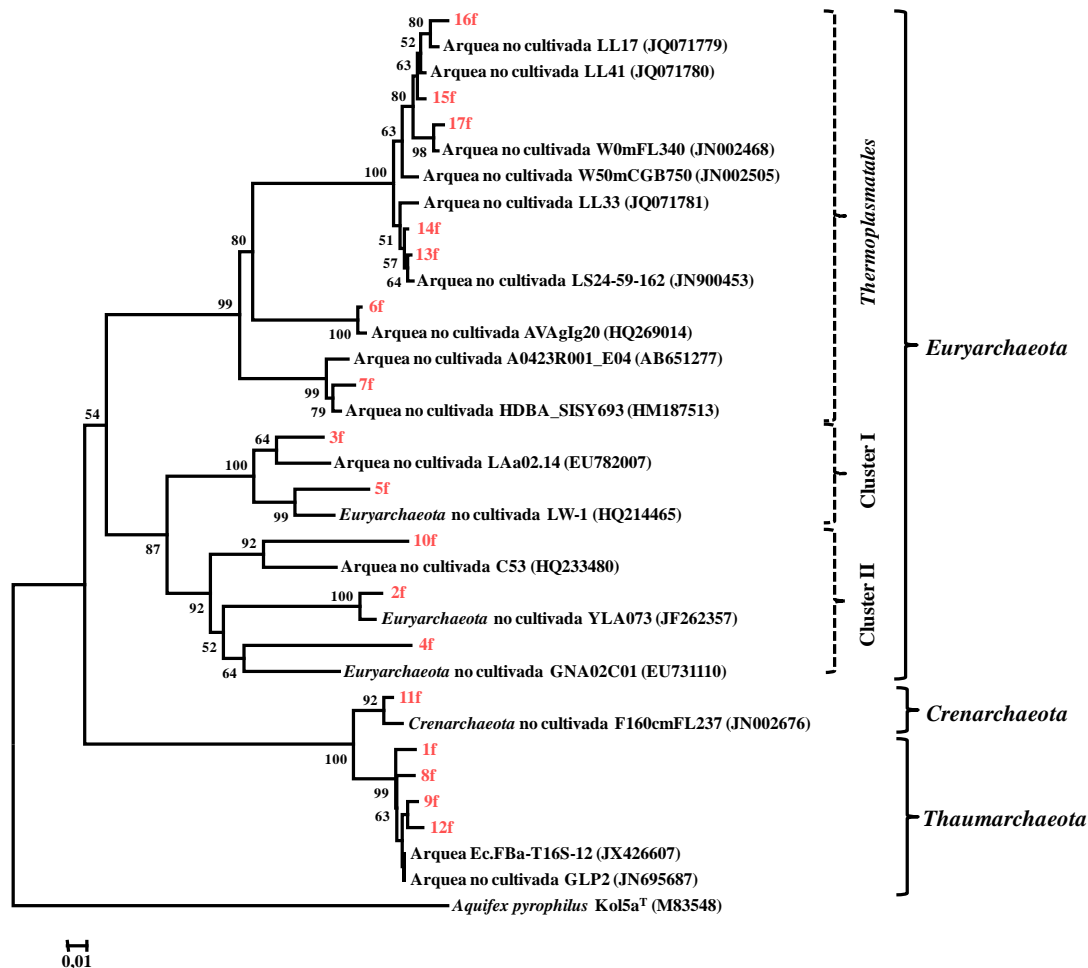 16f
80
Arquea no cultivada LL17 (JQ071779)
52
Arquea no cultivada LL41 (JQ071780)
63
15f
80
17f
63
98
Arquea no cultivada W0mFL340 (JN002468)
100
Arquea no cultivada W50mCGB750 (JN002505)
Arquea no cultivada LL33 (JQ071781)
14f
51
13f
57
64
Arquea no cultivada LS24-59-162 (JN900453)
80
99
6f
100
Arquea no cultivada AVAgIg20 (HQ269014)
Arquea no cultivada A0423R001_E04 (AB651277)
7f
99
79
Arquea no cultivada HDBA_SISY693 (HM187513)
54
3f
64
Arquea no cultivada LAa02.14 (EU782007)
100
5f
99
Euryarchaeota no cultivada LW-1 (HQ214465)
87
10f
92
Arquea no cultivada C53 (HQ233480)
92
2f
100
Euryarchaeota no cultivada YLA073 (JF262357)
52
4f
64
Euryarchaeota no cultivada GNA02C01 (EU731110)
11f
92
Crenarchaeota no cultivada F160cmFL237 (JN002676)
100
1f
8f
99
9f
63
12f
Arquea Ec.FBa-T16S-12 (JX426607)
Arquea no cultivada GLP2 (JN695687)
Aquifex pyrophilus Kol5aᵀ (M83548)
0,01
Thermoplasmatales
Cluster I
Cluster II
Euryarchaeota
Crenarchaeota
Thaumarchaeota